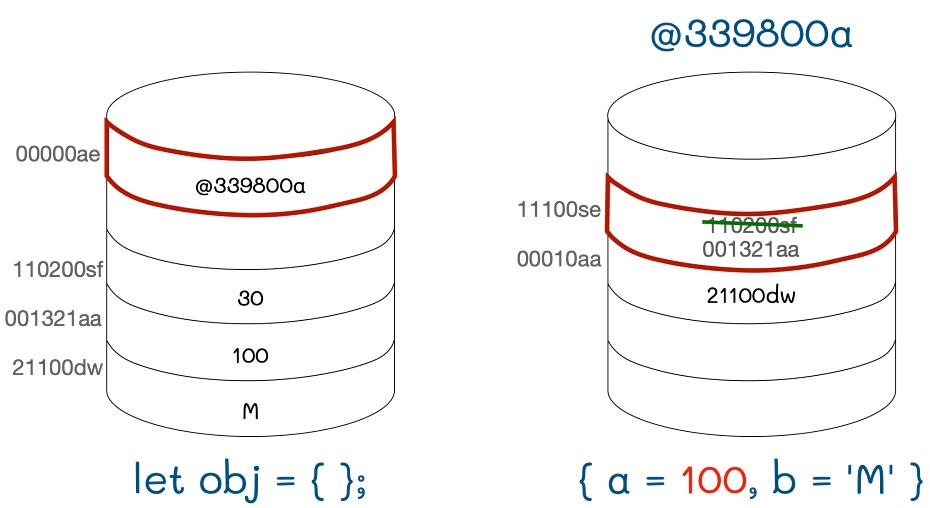 @339800a
00000ae
@339800a
110200sf
30
001321aa
100
21100dw
M
let obj = { };
11100se
110200sf
001321aa
00010aa
21100dw
{ a = 100, b = 'M' }